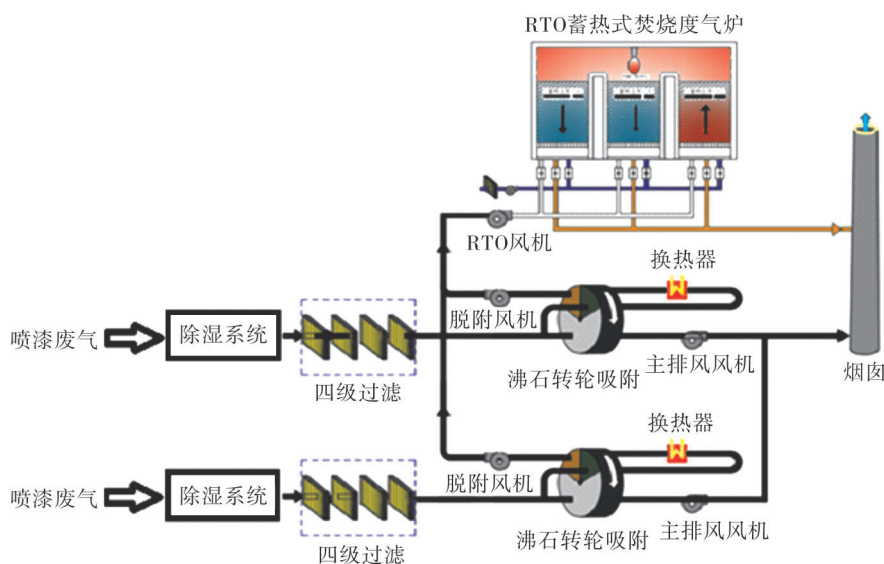 RTO蓄热式焚烧度气炉
RTO风机
换热器
喷漆废气
除湿系统
脱附风机
四级过滤
沸石转轮吸附
主排风风机
烟囱
换热器
喷漆废气
除湿系统
脱附风机
四级过滤
沸石转轮吸附
主排风风机